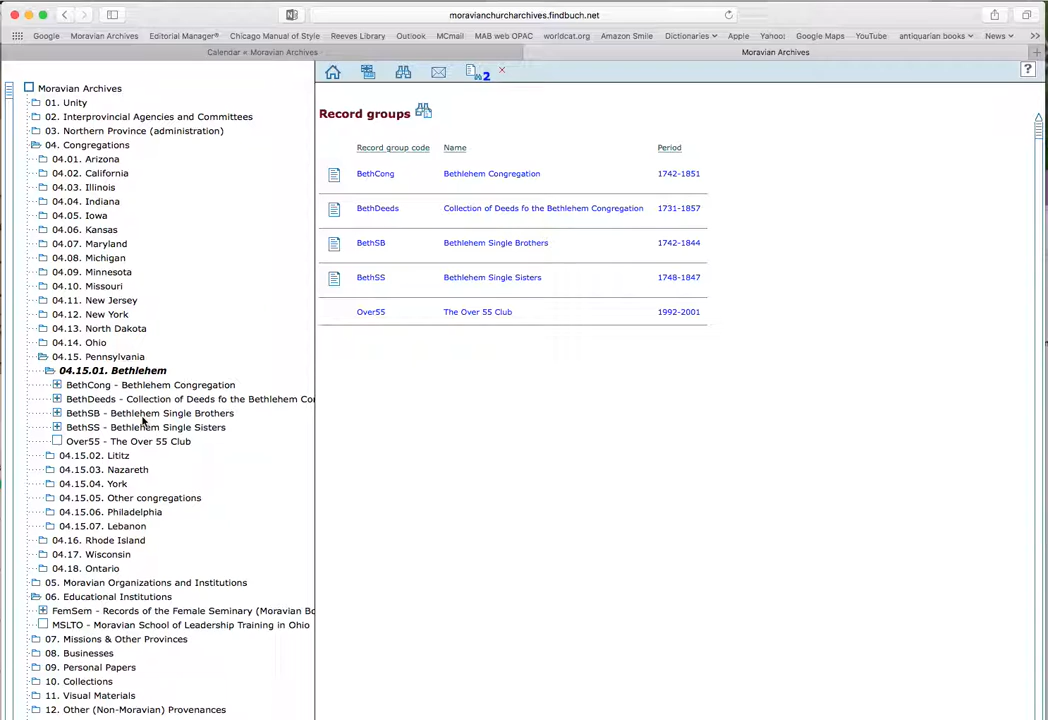 moravianchurcharchives.findbuch.net
Google Moravian Archives Editorial Manager® Chicago Manual of Style Reeves Library Outlook MCmail MAB web OPAC worldcat.org Amazon Smile Dictionaries Apple Yahoo! Google Maps YouTube antiquarian books News
Calendar « Moravian Archives Moravian Archives
Moravian Archives
01. Unity
02. Interprovincial Agencies and Committees
03. Northern Province (administration)
04. Congregations
04.01. Arizona
04.02. California
04.03. Illinois
04.04. Indiana
04.05. Iowa
04.06. Kansas
04.07. Maryland
04.08. Michigan
04.09. Minnesota
04.10. Missouri
04.11. New Jersey
04.12. New York
04.13. North Dakota
04.14. Ohio
04.15. Pennsylvania
04.15.01. Bethlehem
BethCong - Bethlehem Congregation
BethDeeds - Collection of Deeds fo the Bethlehem Co
BethSB - Bethlehem Single Brothers
BethSS - Bethlehem Single Sisters
Over55 - The Over 55 Club
04.15.02. Lititz
04.15.03. Nazareth
04.15.04. York
04.15.05. Other congregations
04.15.06. Philadelphia
04.15.07. Lebanon
04.16. Rhode Island
04.17. Wisconsin
04.18. Ontario
05. Moravian Organizations and Institutions
06. Educational Institutions
FemSem - Records of the Female Seminary (Moravian Bo
MSLTO - Moravian School of Leadership Training in Ohio
07. Missions & Other Provinces
08. Businesses
09. Personal Papers
10. Collections
11. Visual Materials
12. Other (Non-Moravian) Provenances
2
?
Record groups
Record group code Name Period
BethCong Bethlehem Congregation 1742-1851
BethDeeds Collection of Deeds fo the Bethlehem Congregation 1731-1857
BethSB Bethlehem Single Brothers 1742-1844
BethSS Bethlehem Single Sisters 1748-1847
Over55 The Over 55 Club 1992-2001